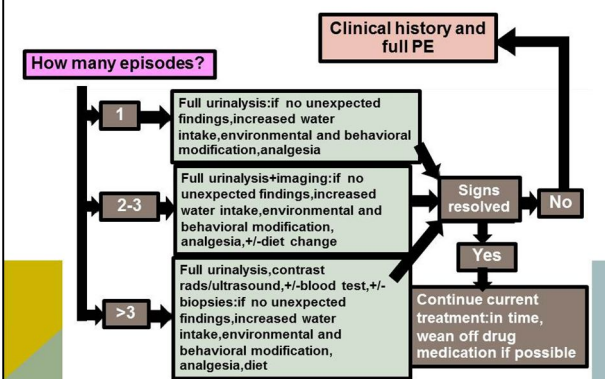 Clinical history and
full PE
How many episodes?
1
Full urinalysis:if no unexpected
findings,increased water
intake,environmental and behavioral
modification,analgesia
2-3
Full urinalysis+imaging:if no
unexpected findings,increased
water intake,environmental and
behavioral modification,
analgesia,+/-diet change
>3
Full urinalysis,contrast
rads/ultrasound,+/-blood test,+/-
biopsies:if no unexpected
findings,increased water
intake,environmental and
behavioral modification,
analgesia,diet
Signs
resolved
No
Yes
Continue current
treatment:in time,
wean off drug
medication if possible